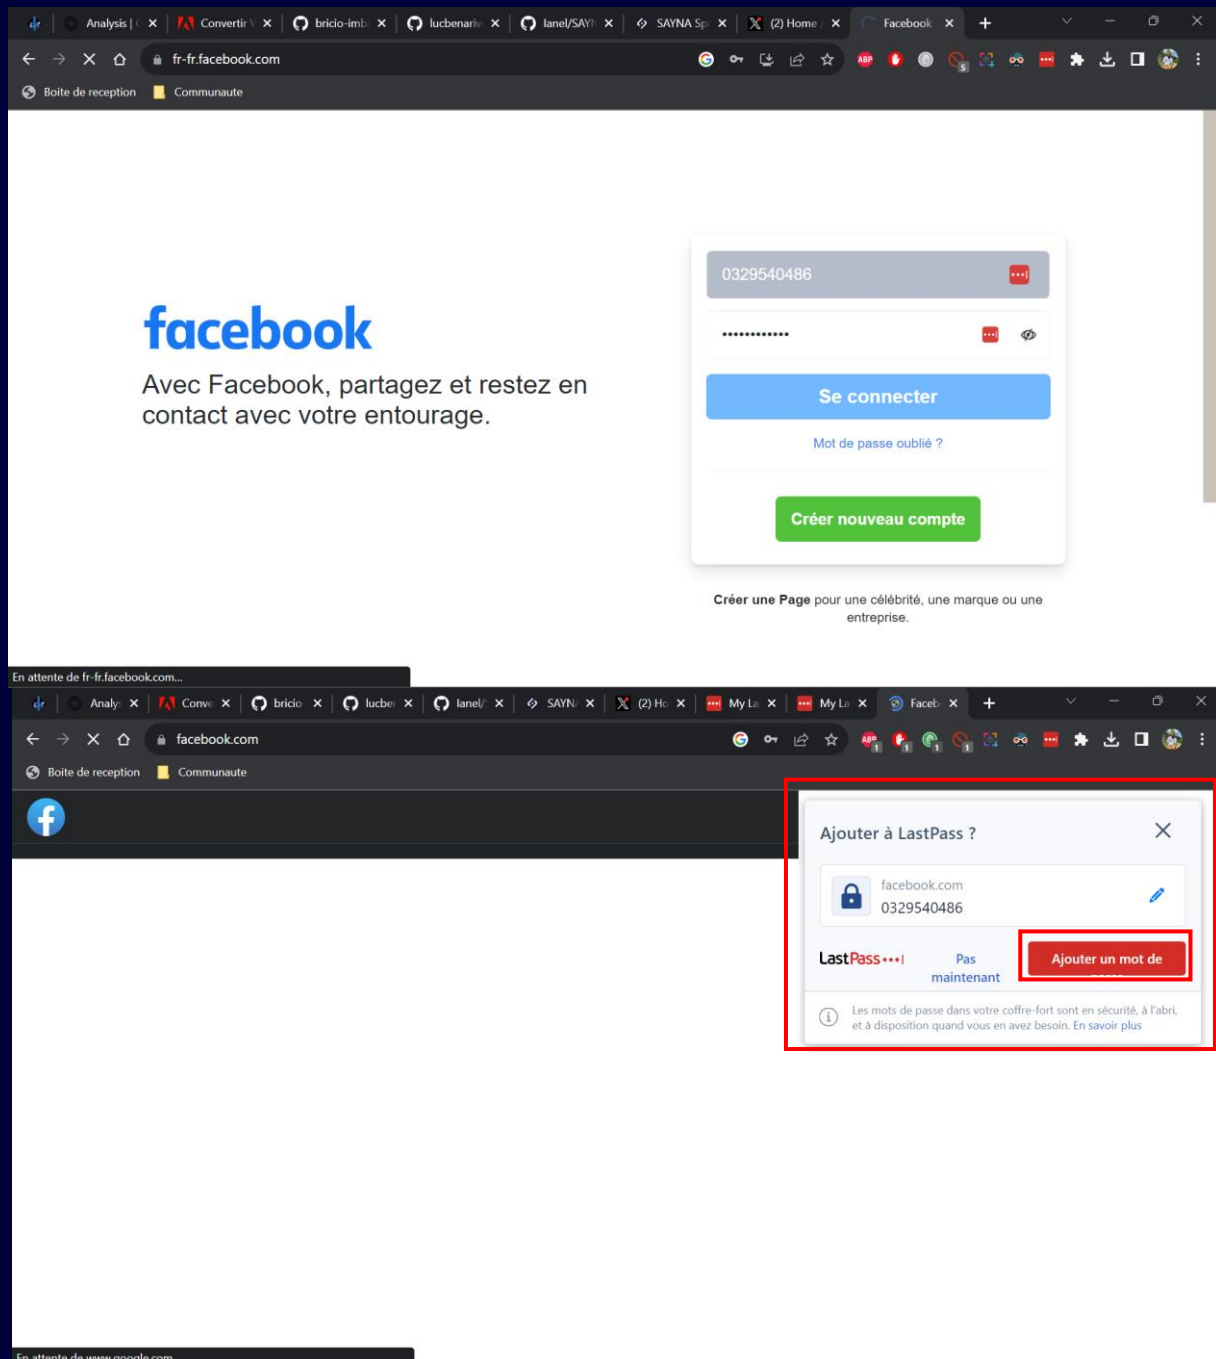 Analysis | Convertir bricio-imb lucbenariv lanel/SAYN SAYNA Sp (2) Home / Facebook
fr-fr.facebook.com
Boite de reception Communaute
0329540486
facebook
Avec Facebook, partagez et restez en
contact avec votre entourage.
Se connecter
Mot de passe oublié ?
Créer nouveau compte
Créer une Page pour une célébrité, une marque ou une
entreprise.
En attente de fr-fr.facebook.com...
Analys Conve bricio lucber lanel/ SAYN (2) Ho My La My La Faceb
facebook.com
Boite de reception Communaute
Ajouter à LastPass ?
facebook.com
0329540486
LastPass
Pas
maintenant
Ajouter un mot de
Les mots de passe dans votre coffre-fort sont en sécurité, à l'abri,
et à disposition quand vous en avez besoin. En savoir plus
En attente de www.google.com